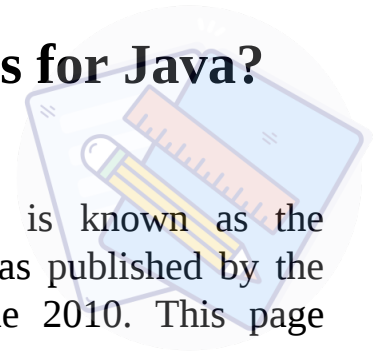 s for Java?
is known as the
as published by the
e 2010. This page